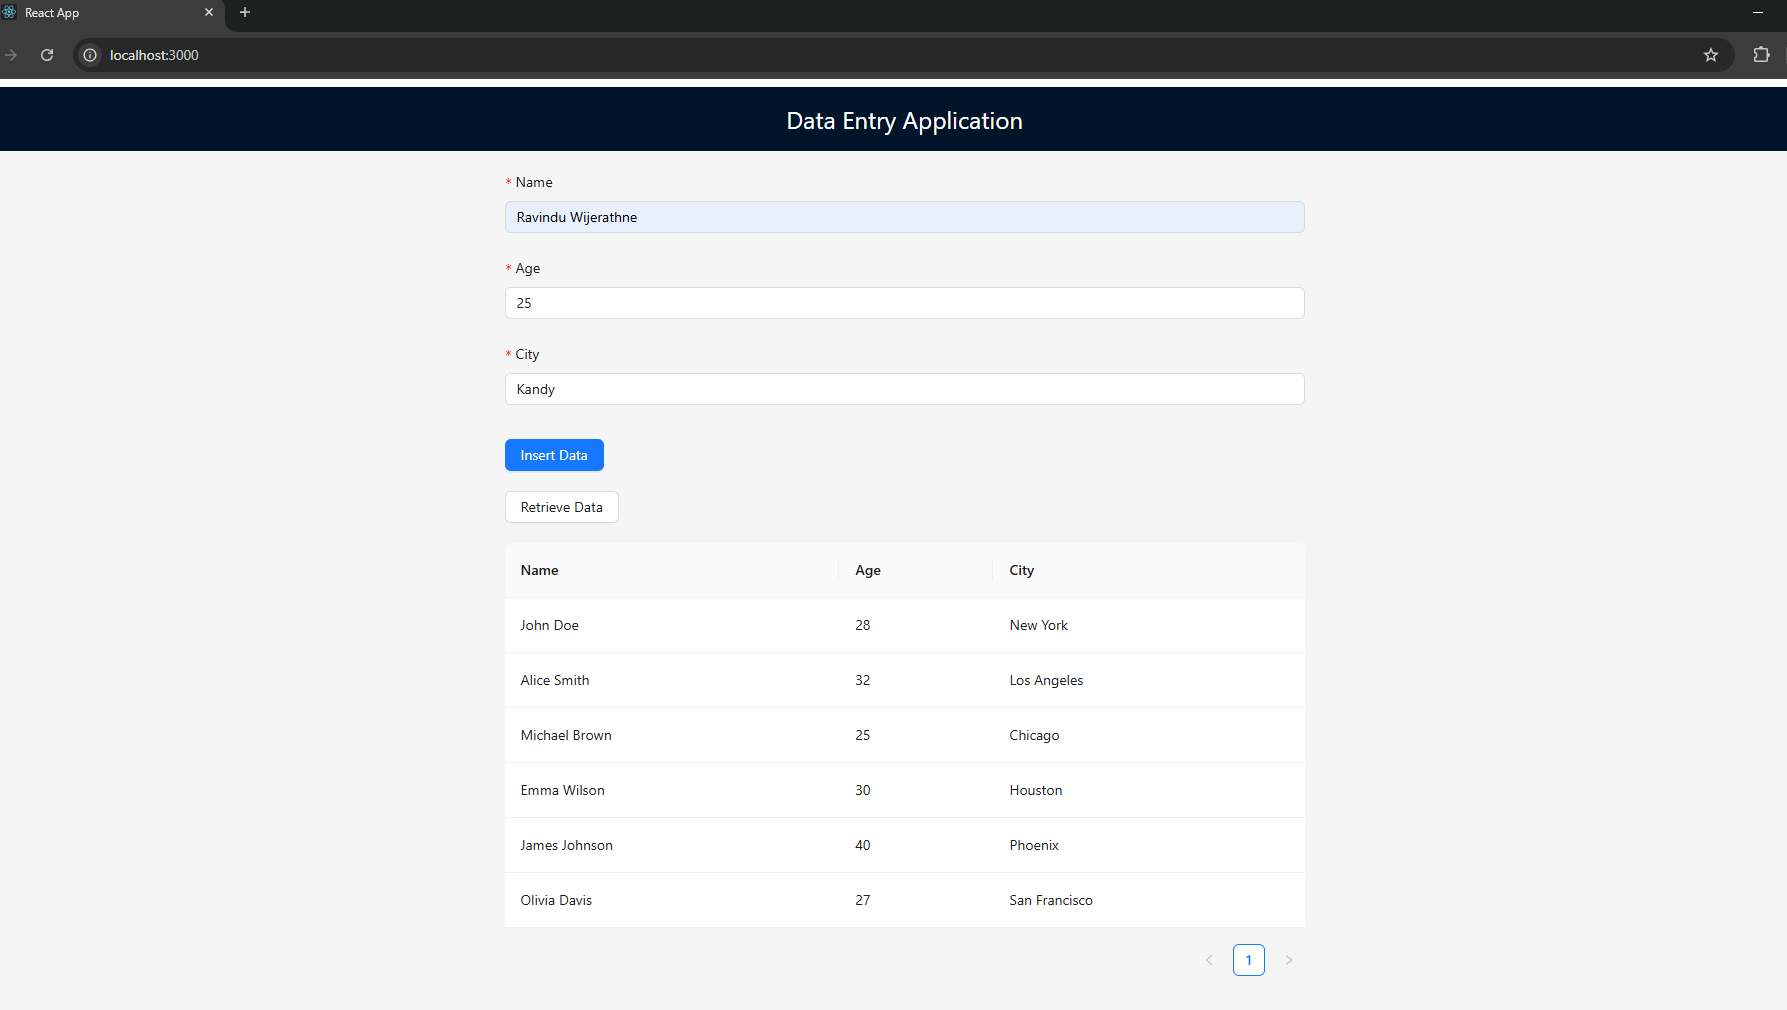 React App
localhost:3000
Data Entry Application
* Name
Ravindu Wijerathne
* Age
25
* City
Kandy
Insert Data
Retrieve Data
Name Age City
John Doe 28 New York
Alice Smith 32 Los Angeles
Michael Brown 25 Chicago
Emma Wilson 30 Houston
James Johnson 40 Phoenix
Olivia Davis 27 San Francisco
1